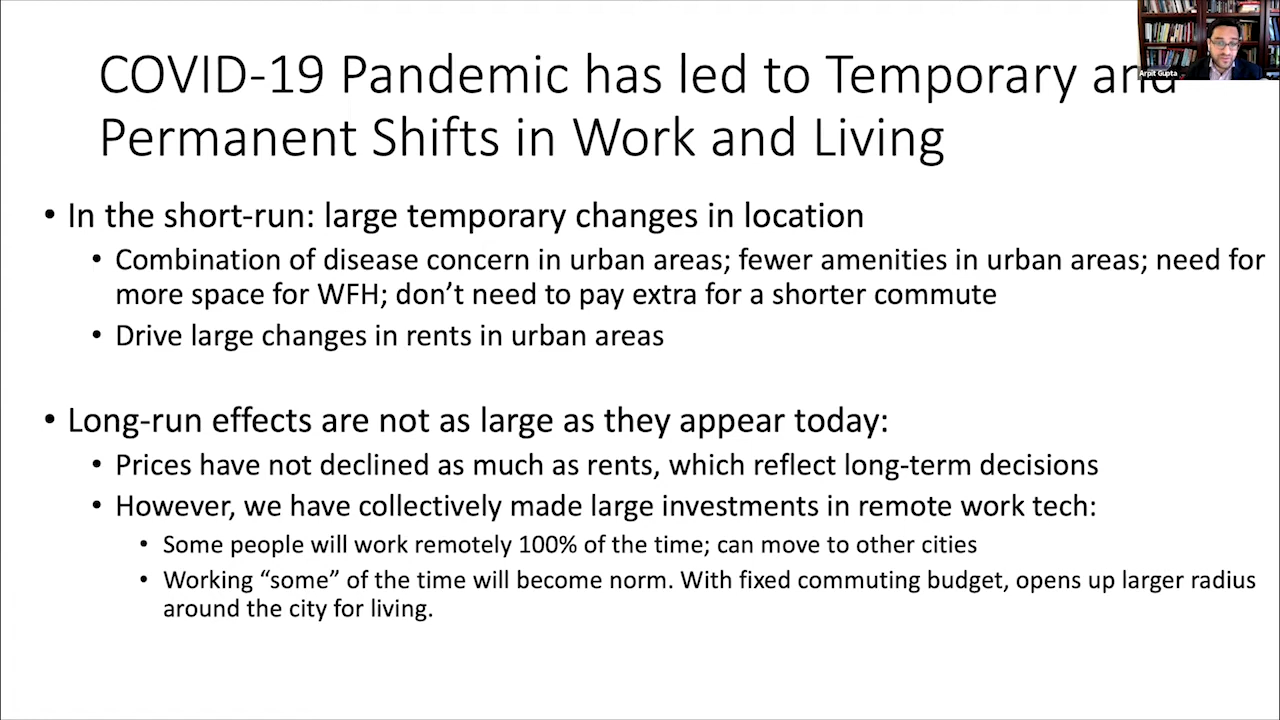 COVID-19 Pandemic has led to Temporary and
Permanent Shifts in Work and Living
Arpit Gupta
• In the short-run: large temporary changes in location
• Combination of disease concern in urban areas; fewer amenities in urban areas; need for
more space for WFH; don’t need to pay extra for a shorter commute
• Drive large changes in rents in urban areas
• Long-run effects are not as large as they appear today:
• Prices have not declined as much as rents, which reflect long-term decisions
• However, we have collectively made large investments in remote work tech:
• Some people will work remotely 100% of the time; can move to other cities
• Working “some” of the time will become norm. With fixed commuting budget, opens up larger radius
around the city for living.